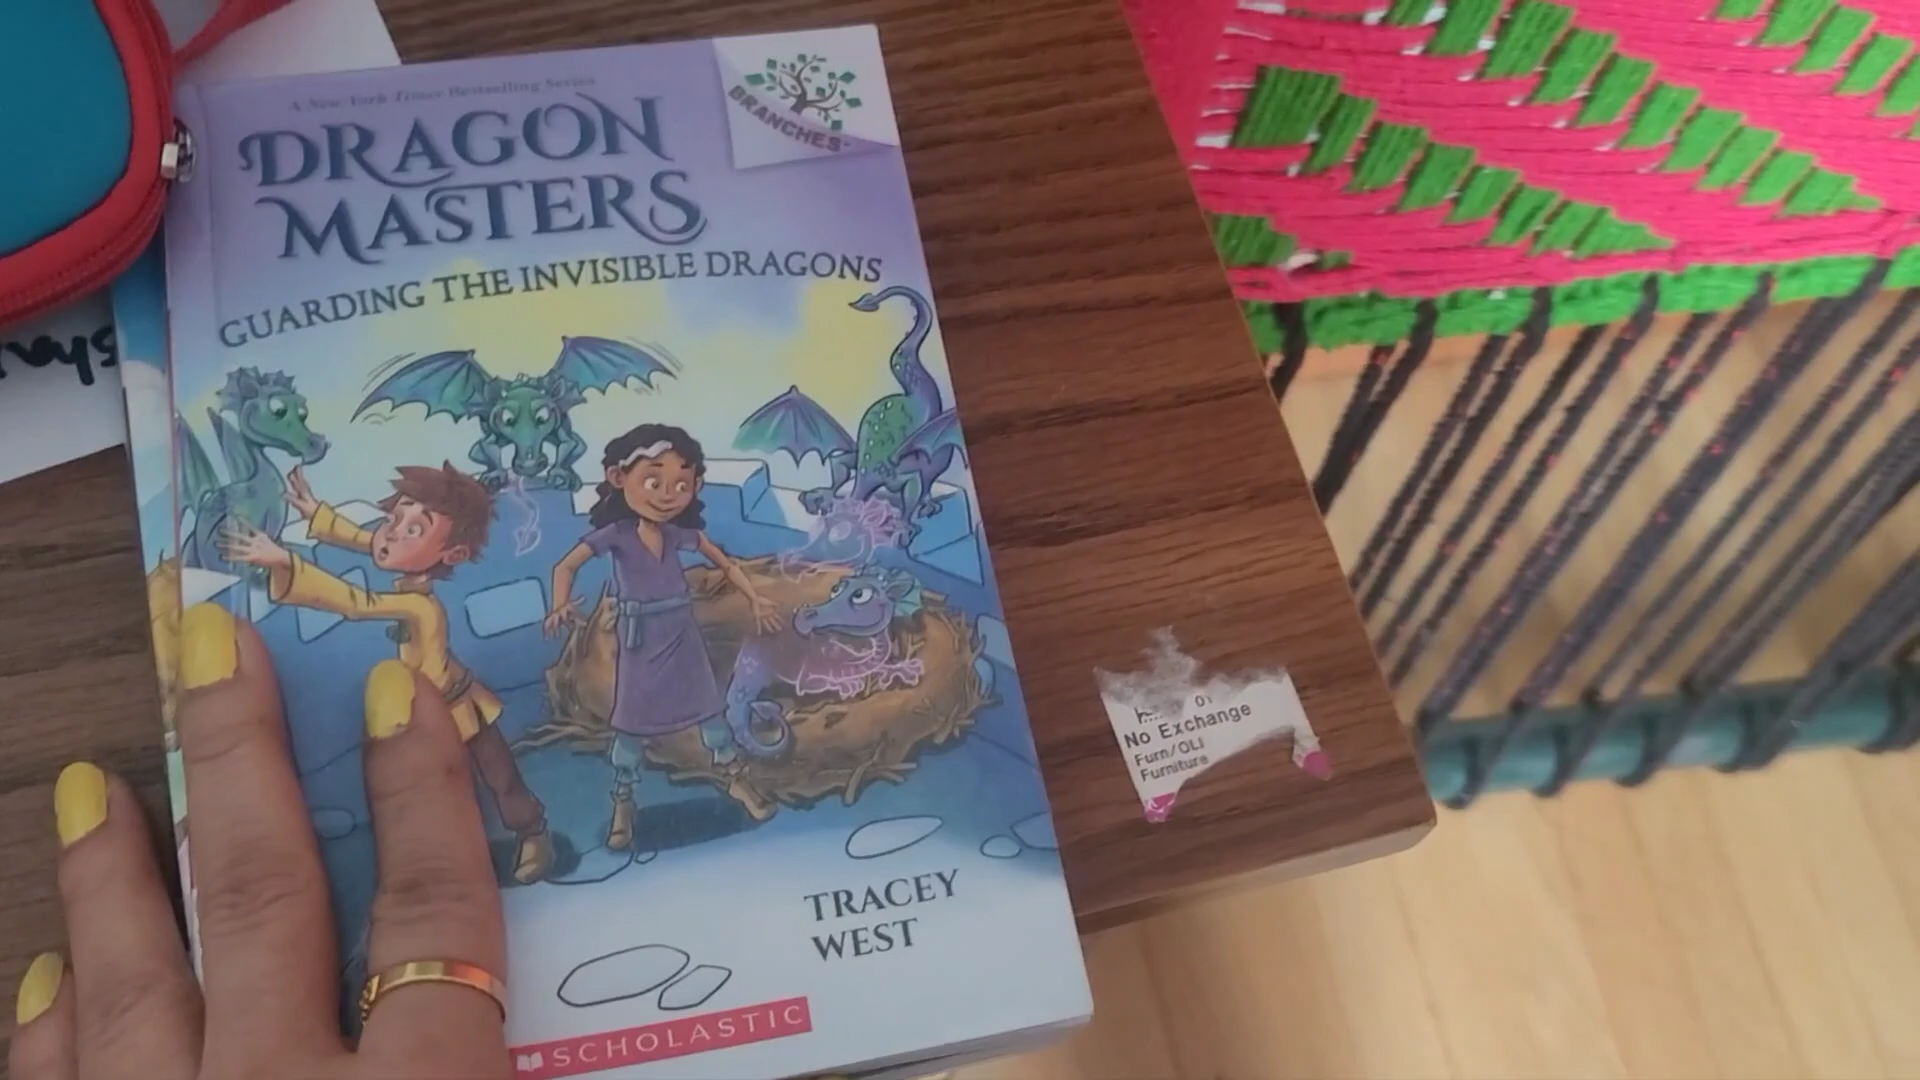 A New York Times Bestselling Series
BRANCHES
DRAGON
MASTERS
GUARDING THE INVISIBLE DRAGONS
TRACEY
WEST
SCHOLASTIC
No Exchange
Furn/OLI
Furniture